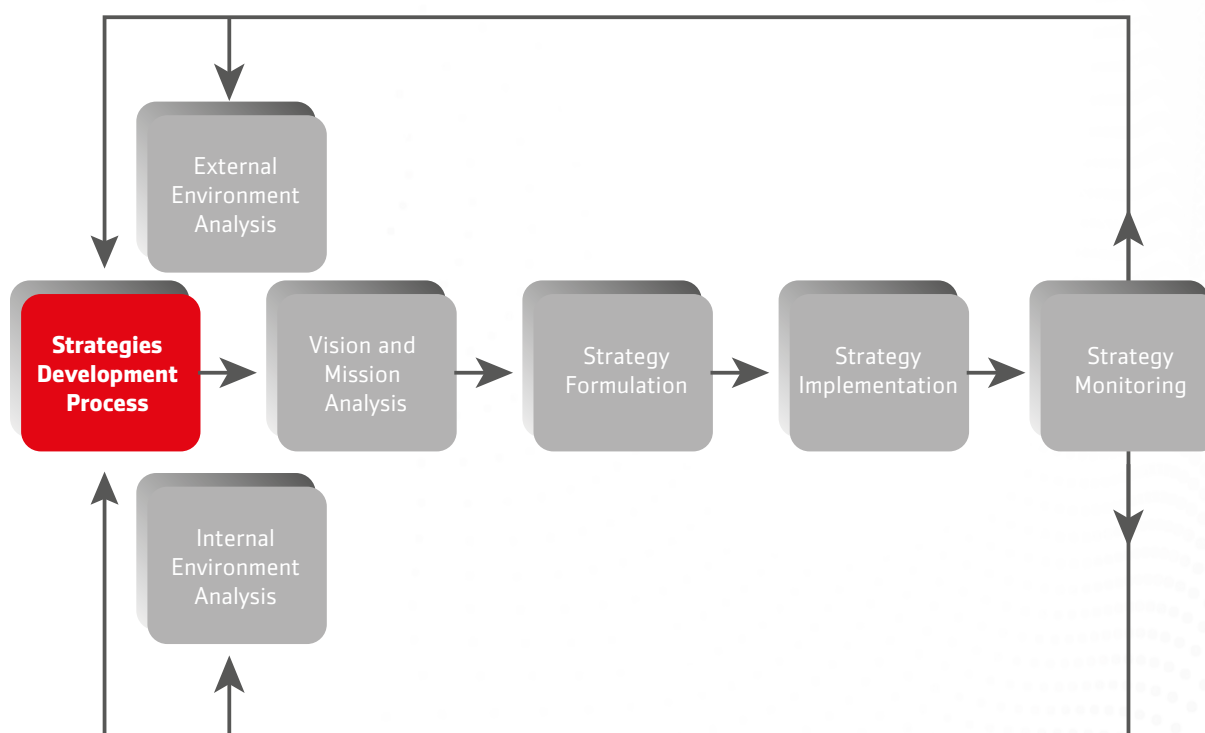 External
Environment
Analysis
Strategies
Development
Process
Vision and
Mission
Analysis
Strategy
Formulation
Strategy
Implementation
Strategy
Monitoring
Internal
Environment
Analysis